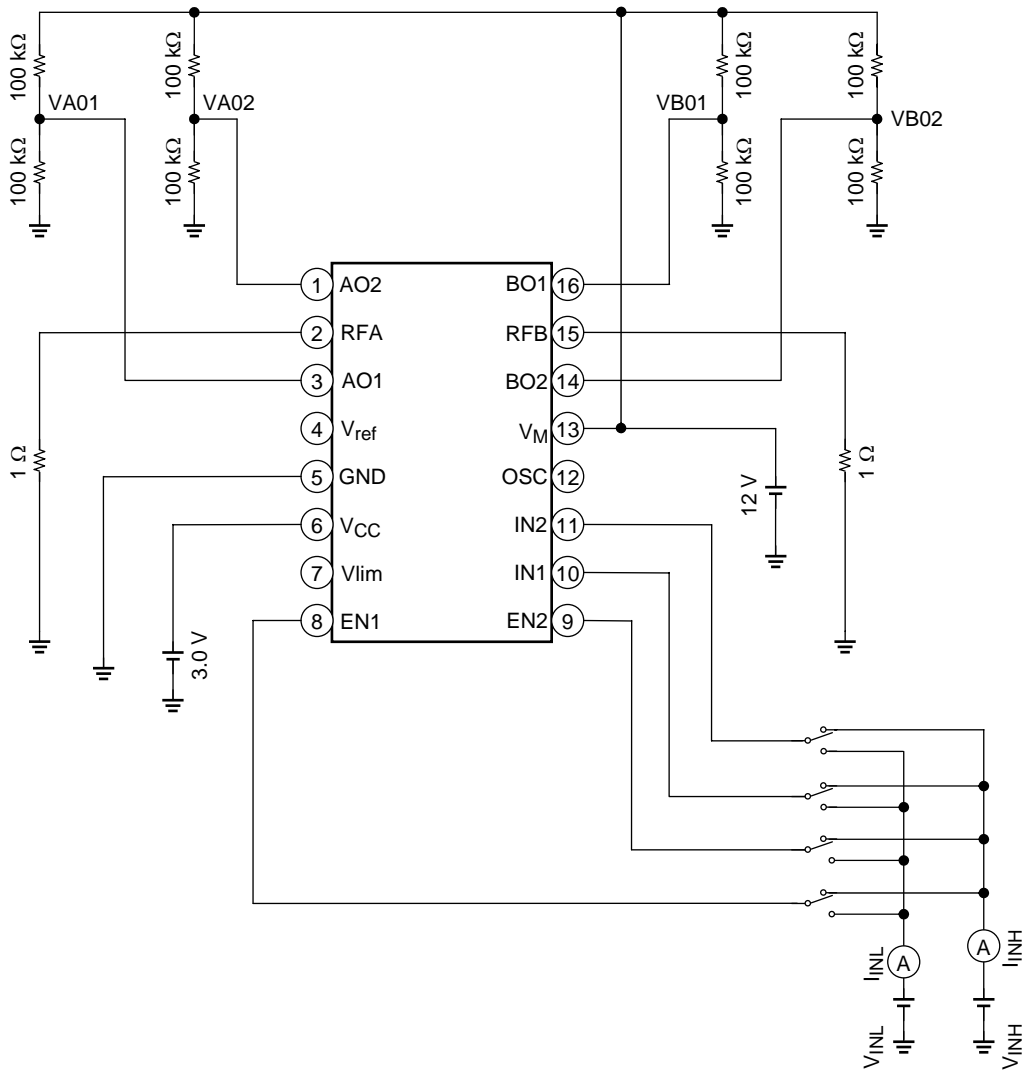 100 kΩ
100 kΩ
100 kΩ
100 kΩ
VA01
VA02
VB01
VB02
100 kΩ
100 kΩ
100 kΩ
100 kΩ
1 AO2
BO1 16
2 RFA
RFB 15
3 AO1
BO2 14
4 Vref
VM 13
5 GND
OSC 12
6 VCC
IN2 11
7 Vlim
IN1 10
8 EN1
EN2 9
1 Ω
1 Ω
12 V
3.0 V
IINL
A
A
IINH
VINL
VINH